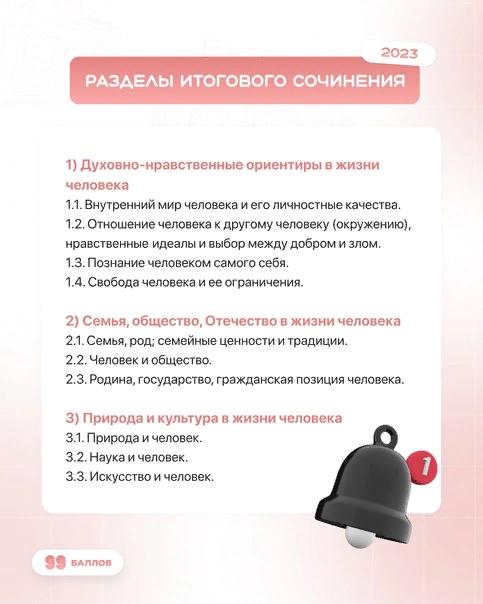 2023
РАЗДЕЛЫ ИТОГОВОГО СОЧИНЕНИЯ
1) Духовно-нравственные ориентиры в жизни
человека
1.1. Внутренний мир человека и его личностные качества.
1.2. Отношение человека к другому человеку (окружению),
нравственные идеалы и выбор между добром и злом.
1.3. Познание человеком самого себя.
1.4. Свобода человека и ее ограничения.
2) Семья, общество, Отечество в жизни человека
2.1. Семья, род; семейные ценности и традиции.
2.2. Человек и общество.
2.3. Родина, государство, гражданская позиция человека.
3) Природа и культура в жизни человека
3.1. Природа и человек.
3.2. Наука и человек.
3.3. Искусство и человек.
1
99 БАЛЛОВ